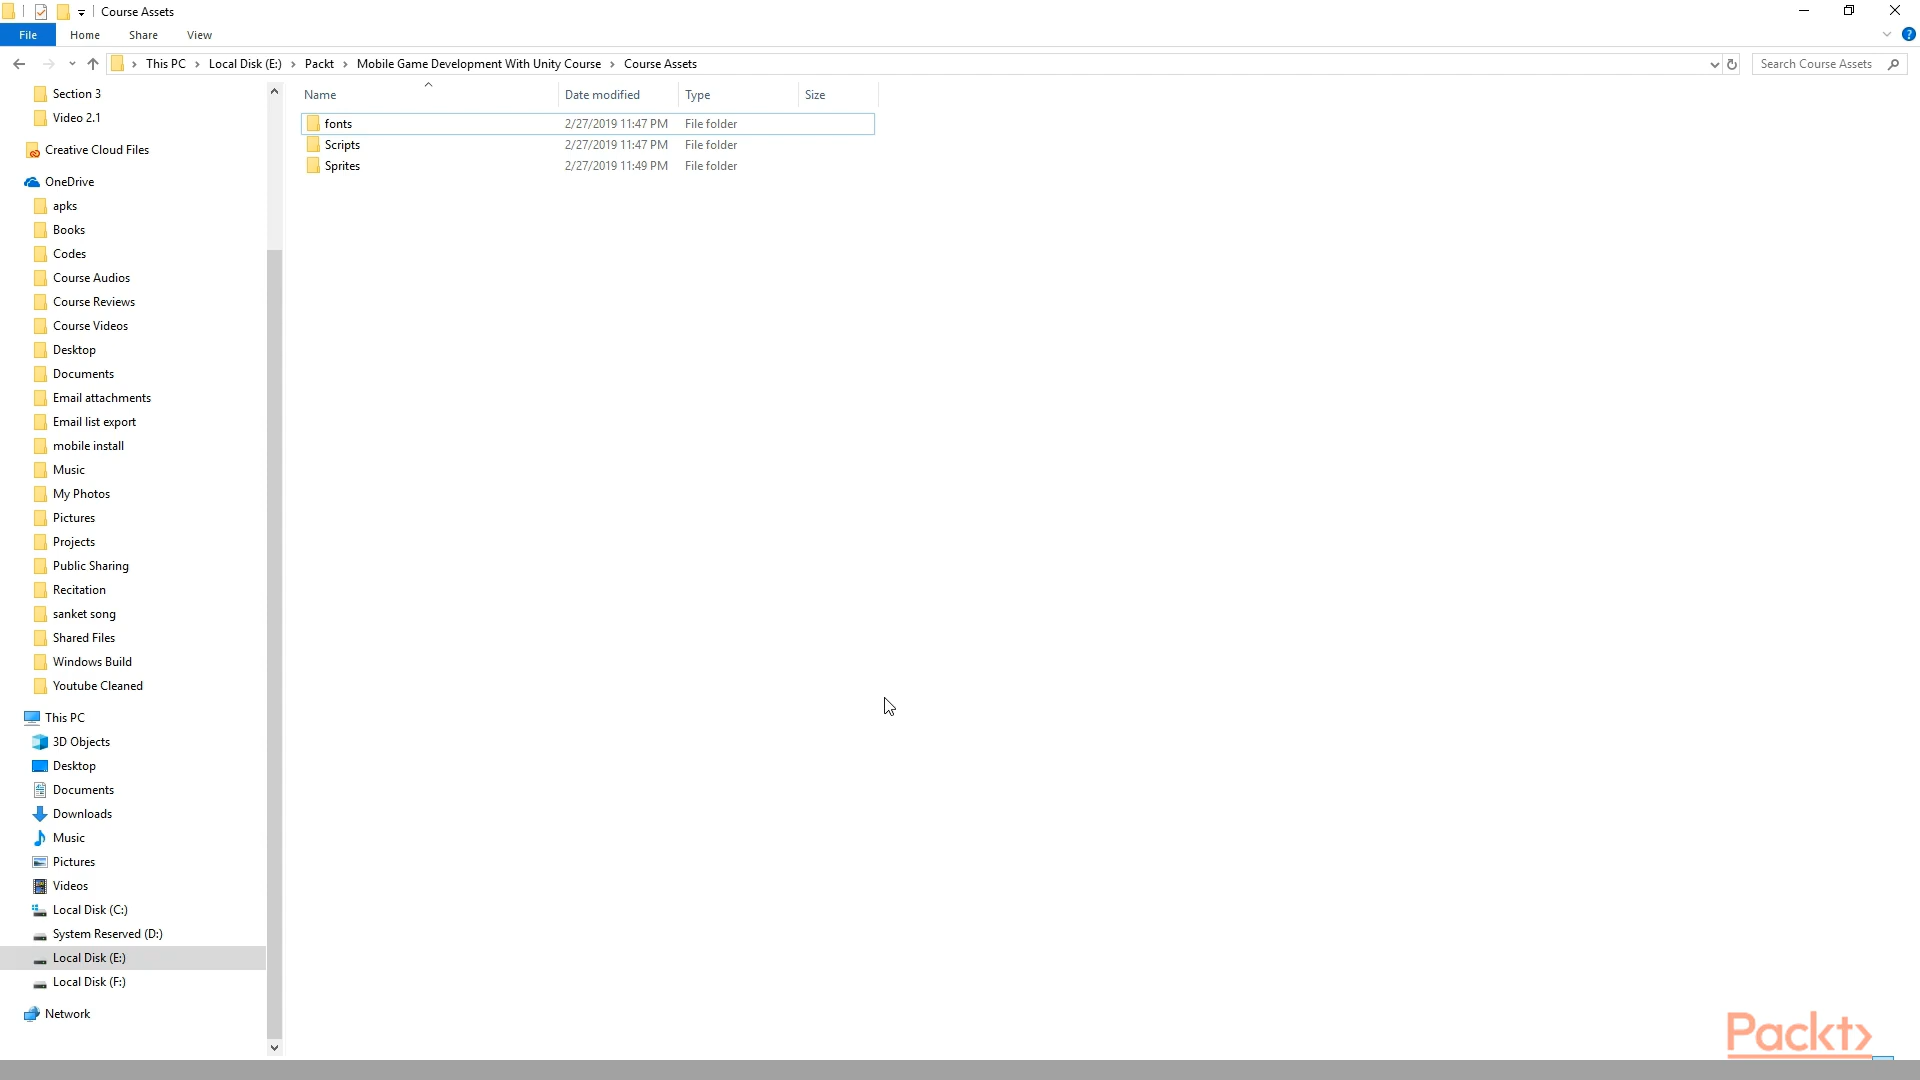 Course Assets
File Home Share View
This PC Local Disk (E:) Packt Mobile Game Development With Unity Course Course Assets
Search Course Assets
Name Date modified Type Size
fonts 2/27/2019 11:47 PM File folder
Scripts 2/27/2019 11:47 PM File folder
Sprites 2/27/2019 11:49 PM File folder
Section 3
Video 2.1
Creative Cloud Files
OneDrive
apks
Books
Codes
Course Audios
Course Reviews
Course Videos
Desktop
Documents
Email attachments
Email list export
mobile install
Music
My Photos
Pictures
Projects
Public Sharing
Recitation
sanket song
Shared Files
Windows Build
Youtube Cleaned
This PC
3D Objects
Desktop
Documents
Downloads
Music
Pictures
Videos
Local Disk (C:)
System Reserved (D:)
Local Disk (E:)
Local Disk (F:)
Network
Packt>